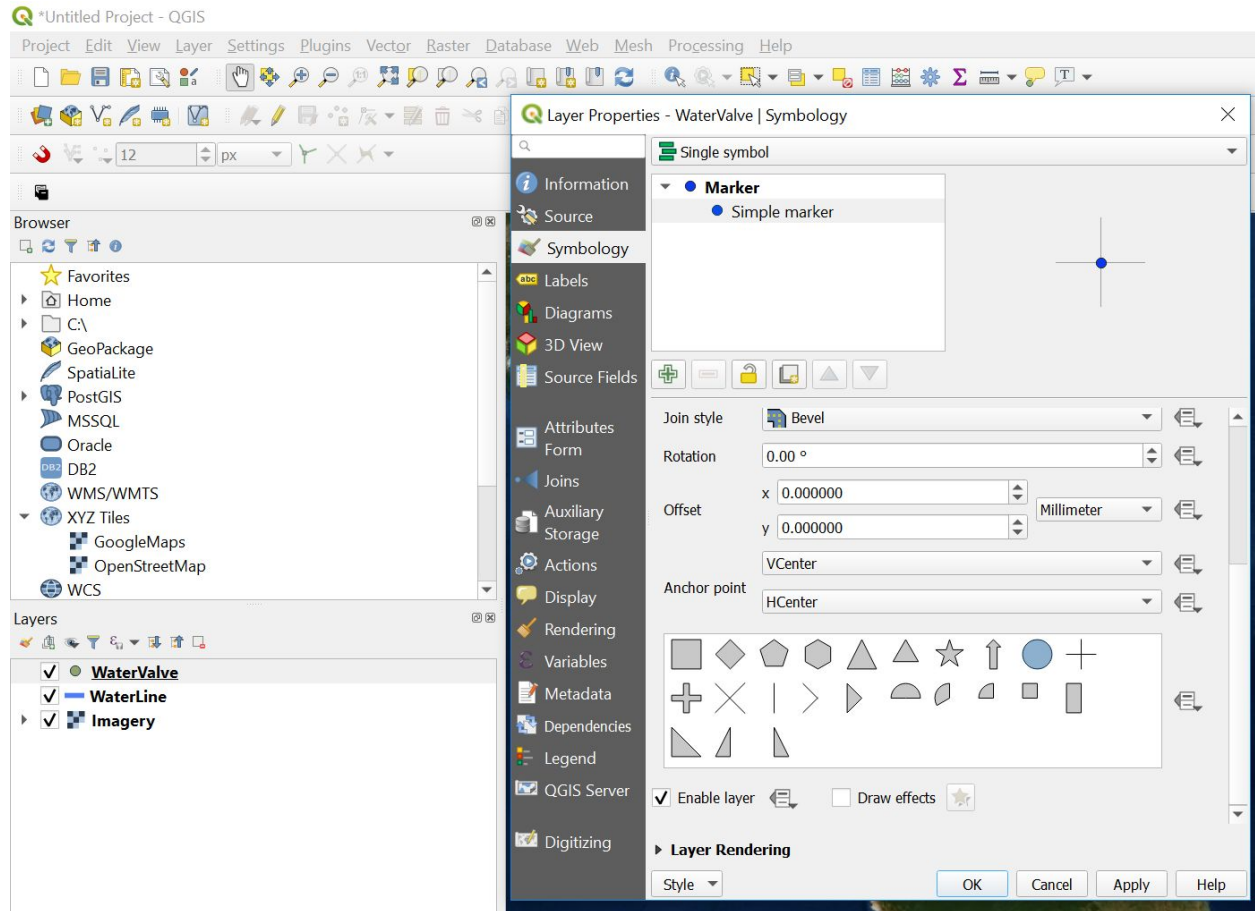 *Untitled Project - QGIS
Project Edit View Layer Settings Plugins Vector Raster Database Web Mesh Processing Help
12
px
Browser
Favorites
Home
C:\
GeoPackage
SpatiaLite
PostGIS
MSSQL
Oracle
DB2
DB2
WMS/WMTS
XYZ Tiles
GoogleMaps
OpenStreetMap
WCS
Layers
WaterValve
WaterLine
Imagery
Layer Properties - WaterValve | Symbology
Information
Source
Symbology
abc Labels
Diagrams
3D View
Source Fields
Attributes
Form
Joins
Auxiliary
Storage
Actions
Display
Rendering
Variables
Metadata
Dependencies
Legend
QGIS Server
Digitizing
Single symbol
Marker
Simple marker
Join style Bevel
Rotation 0.00 °
Offset
x 0.000000
y 0.000000
Millimeter
Anchor point
VCenter
HCenter
Enable layer Draw effects
Layer Rendering
Style OK Cancel Apply Help